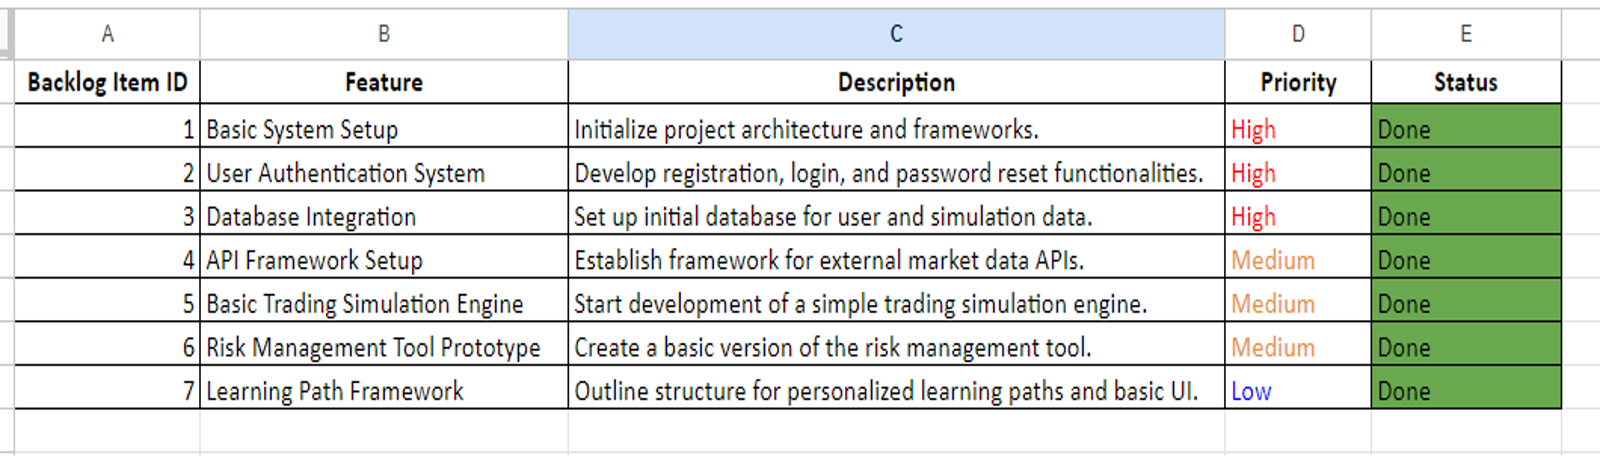 A B C D E
Backlog Item ID Feature Description Priority Status
1 Basic System Setup Initialize project architecture and frameworks. High Done
2 User Authentication System Develop registration, login, and password reset functionalities. High Done
3 Database Integration Set up initial database for user and simulation data. High Done
4 API Framework Setup Establish framework for external market data APIs. Medium Done
5 Basic Trading Simulation Engine Start development of a simple trading simulation engine. Medium Done
6 Risk Management Tool Prototype Create a basic version of the risk management tool. Medium Done
7 Learning Path Framework Outline structure for personalized learning paths and basic UI. Low Done